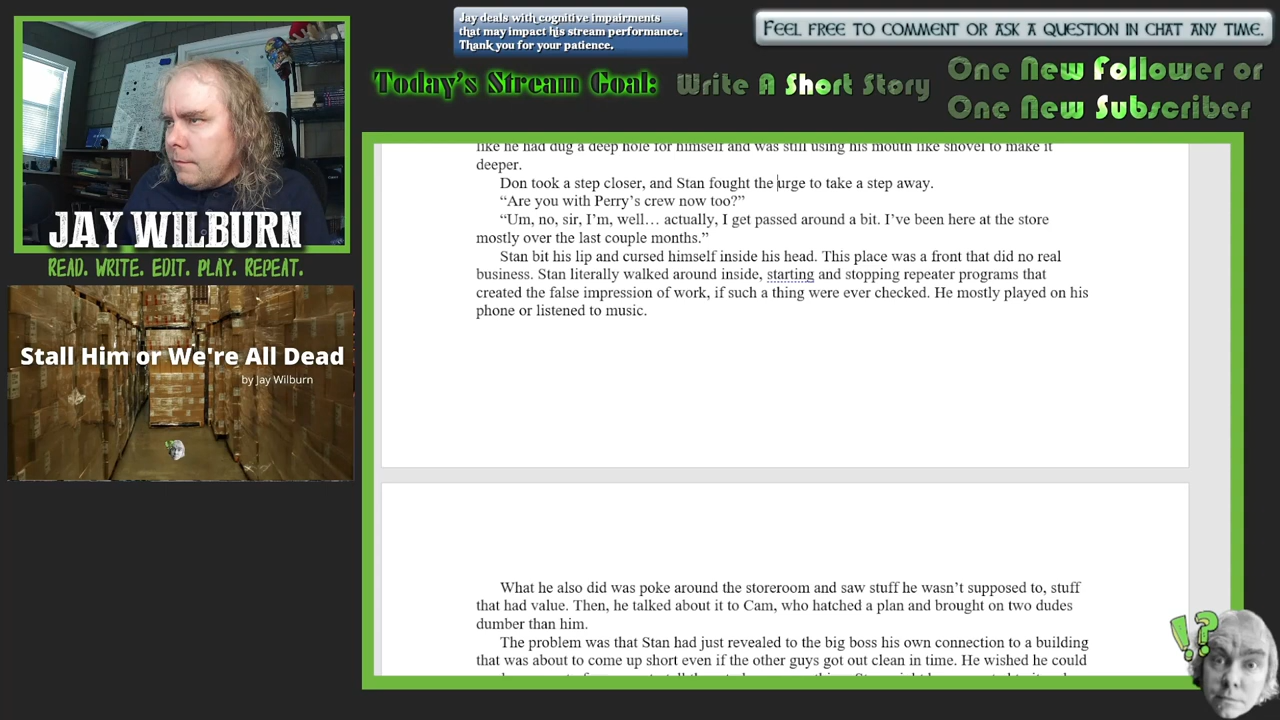 Jay deals with cognitive impairments
that may impact his stream performance.
Thank you for your patience.
Feel free to comment or ask a question in chat any time.
Today's Stream Goal:
Write A Short Story
One New Follower or
One New Subscriber
JAY WILBURN
READ. WRITE. EDIT. PLAY. REPEAT.
Stall Him or We're All Dead
by Jay Wilburn
like he had dug a deep hole for himself and was still using his mouth like shovel to make it
deeper.
Don took a step closer, and Stan fought the urge to take a step away.
“Are you with Perry’s crew now too?”
“Um, no, sir, I’m, well… actually, I get passed around a bit. I’ve been here at the store
mostly over the last couple months.”
Stan bit his lip and cursed himself inside his head. This place was a front that did no real
business. Stan literally walked around inside, starting and stopping repeater programs that
created the false impression of work, if such a thing were ever checked. He mostly played on his
phone or listened to music.
What he also did was poke around the storeroom and saw stuff he wasn’t supposed to, stuff
that had value. Then, he talked about it to Cam, who hatched a plan and brought on two dudes
dumber than him.
The problem was that Stan had just revealed to the big boss his own connection to a building
that was about to come up short even if the other guys got out clean in time. He wished he could
!?